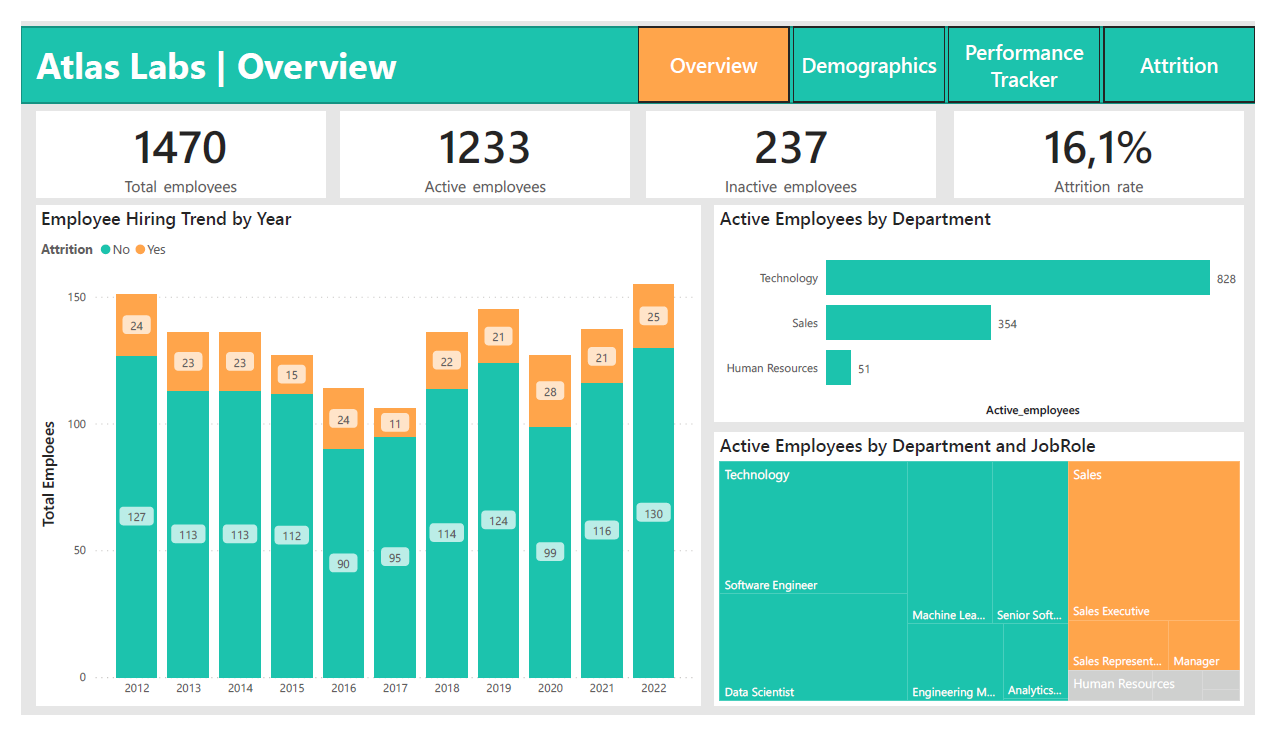 Atlas Labs | Overview
Overview
Demographics
Performance
Tracker
Attrition
1470
Total employees
1233
Active employees
237
Inactive employees
16,1%
Attrition rate
Employee Hiring Trend by Year
Attrition No Yes
Total Emploees
150
100
50
0
24
23
23
15
24
11
22
21
28
21
25
127
113
113
112
90
95
114
124
99
116
130
2012 2013 2014 2015 2016 2017 2018 2019 2020 2021 2022
Active Employees by Department
Technology 828
Sales 354
Human Resources 51
Active_employees
Active Employees by Department and JobRole
Technology
Software Engineer
Data Scientist
Machine Lea...
Senior Soft...
Engineering M...
Analytics...
Sales
Sales Executive
Sales Represent...
Manager
Human Resources